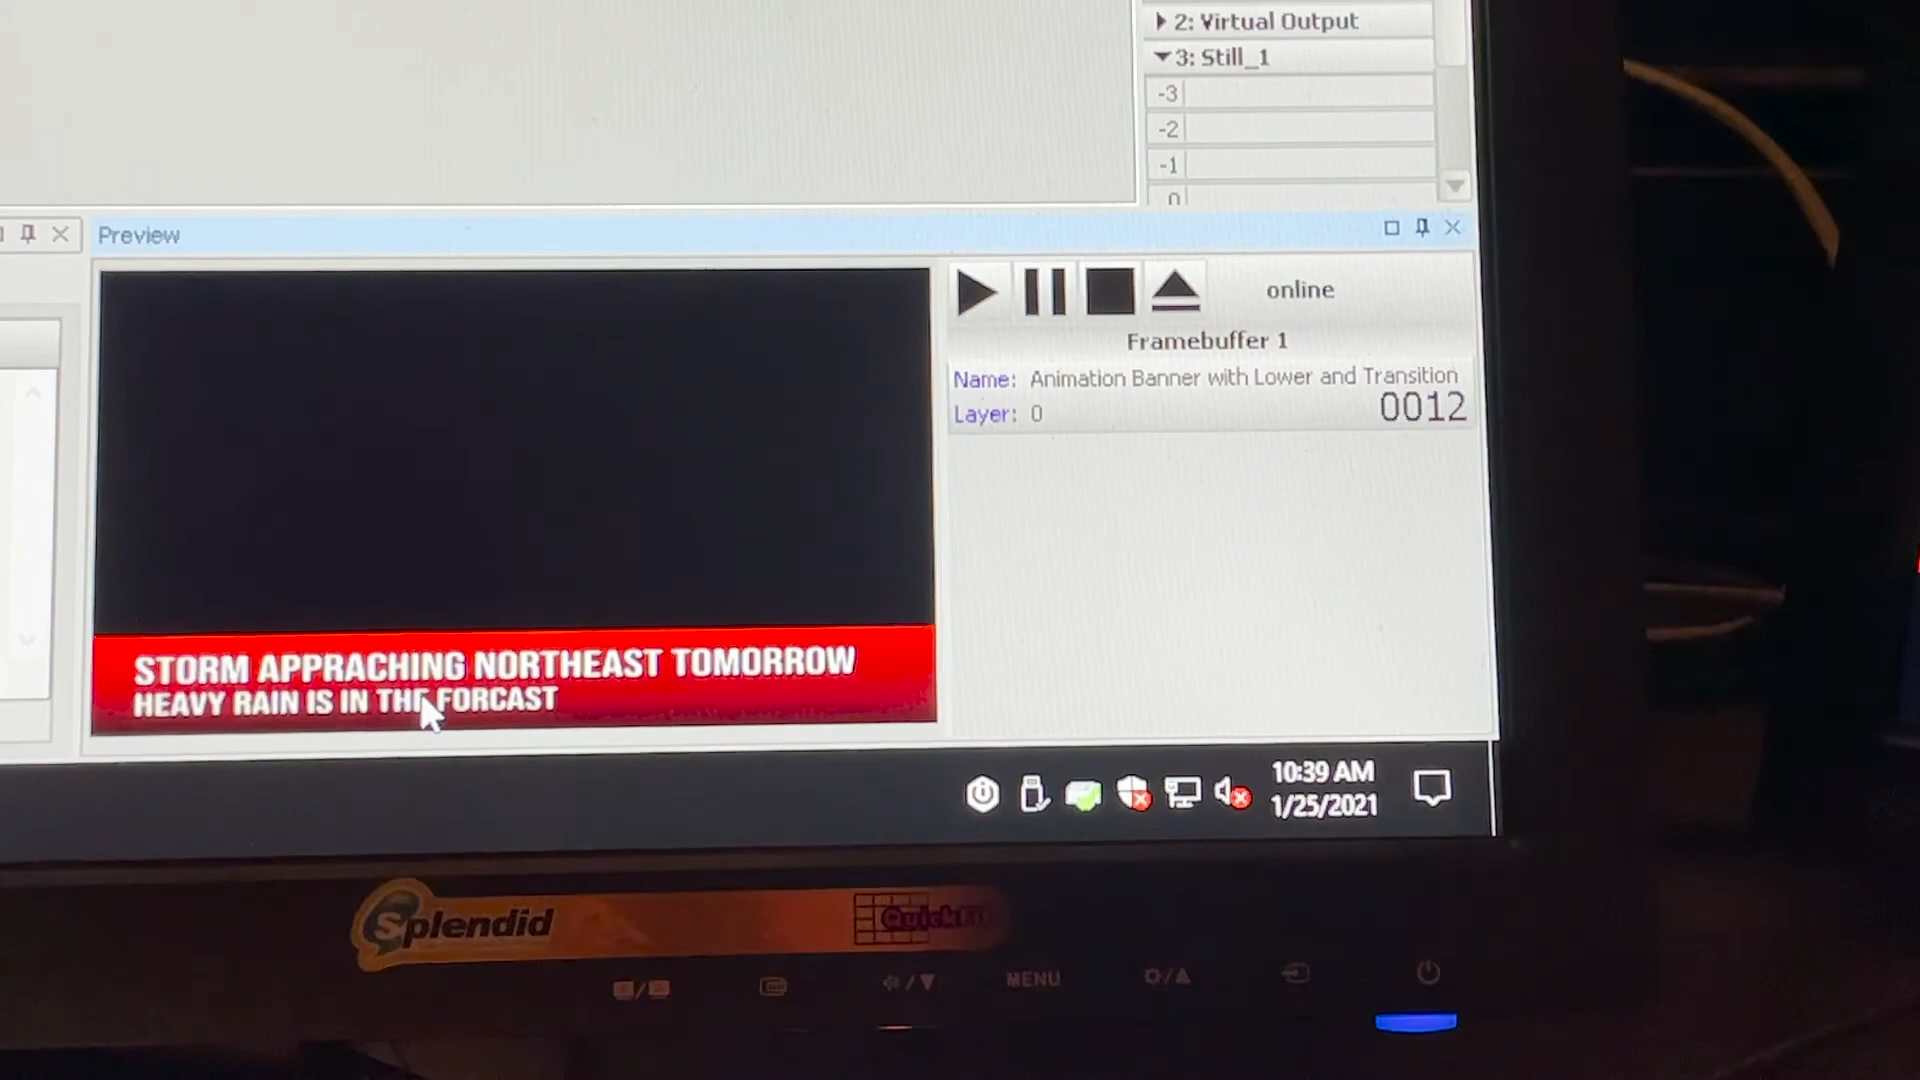 2: Virtual Output
3: Still_1
-3
-2
-1
0
Preview
online
Framebuffer 1
Name: Animation Banner with Lower and Transition
Layer: 0
0012
STORM APPRACHING NORTHEAST TOMORROW
HEAVY RAIN IS IN THE FORCAST
10:39 AM
1/25/2021
Splendid
QuickFit
MENU